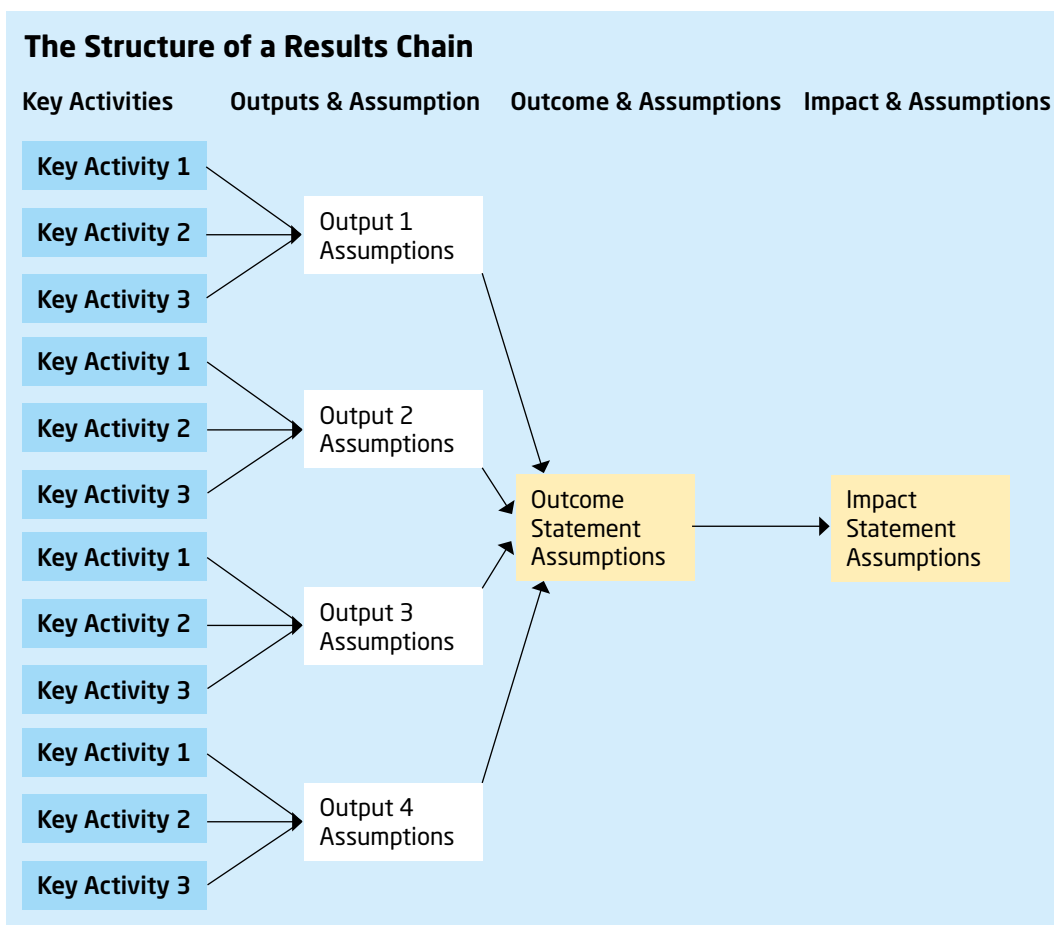 The Structure of a Results Chain
Key Activities
Outputs & Assumption
Outcome & Assumptions
Impact & Assumptions
Key Activity 1
Key Activity 2
Key Activity 3
Output 1
Assumptions
Key Activity 1
Key Activity 2
Key Activity 3
Output 2
Assumptions
Key Activity 1
Key Activity 2
Key Activity 3
Output 3
Assumptions
Key Activity 1
Key Activity 2
Key Activity 3
Output 4
Assumptions
Outcome
Statement
Assumptions
Impact
Statement
Assumptions